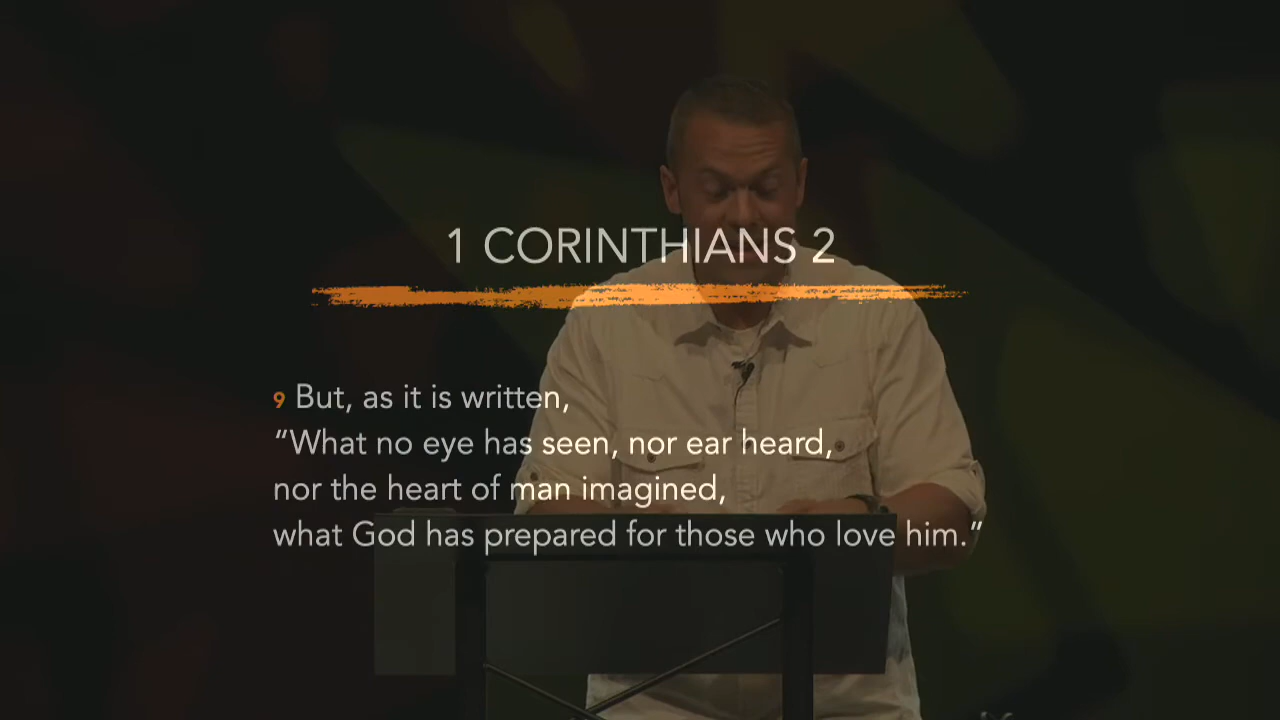 1 CORINTHIANS 2
9 But, as it is written,
“What no eye has seen, nor ear heard,
nor the heart of man imagined,
what God has prepared for those who love him.”